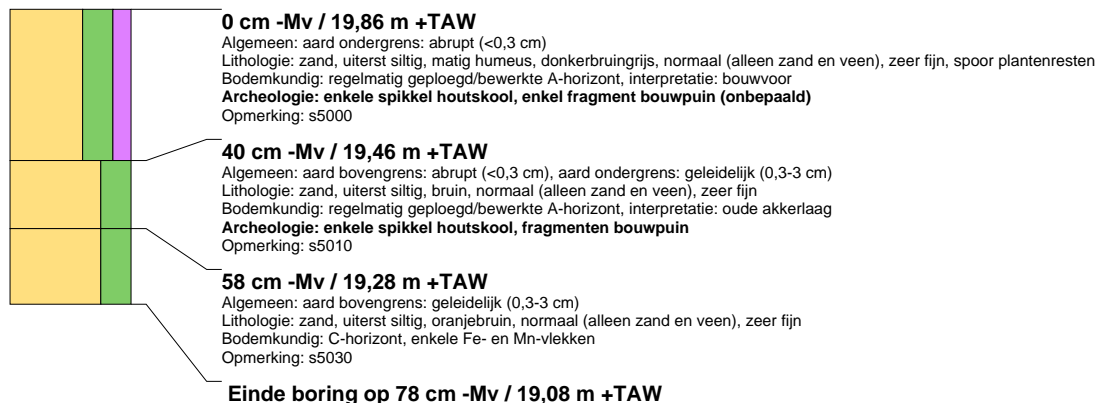 0 cm -Mv / 19,86 m +TAW
Algemeen: aard ondergrens: abrupt (<0,3 cm)
Lithologie: zand, uiterst siltig, matig humeus, donkerbruingrijs, normaal (alleen zand en veen), zeer fijn, spoor plantenresten
Bodemkundig: regelmatig geploegd/bewerkte A-horizont, interpretatie: bouwvoor
Archeologie: enkele spikkel houtskool, enkel fragment bouwpuin (onbepaald)
Opmerking: s5000
40 cm -Mv / 19,46 m +TAW
Algemeen: aard bovengrens: abrupt (<0,3 cm), aard ondergrens: geleidelijk (0,3-3 cm)
Lithologie: zand, uiterst siltig, bruin, normaal (alleen zand en veen), zeer fijn
Bodemkundig: regelmatig geploegd/bewerkte A-horizont, interpretatie: oude akkerlaag
Archeologie: enkele spikkel houtskool, fragmenten bouwpuin
Opmerking: s5010
58 cm -Mv / 19,28 m +TAW
Algemeen: aard bovengrens: geleidelijk (0,3-3 cm)
Lithologie: zand, uiterst siltig, oranjebruin, normaal (alleen zand en veen), zeer fijn
Bodemkundig: C-horizont, enkele Fe- en Mn-vlekken
Opmerking: s5030
Einde boring op 78 cm -Mv / 19,08 m +TAW